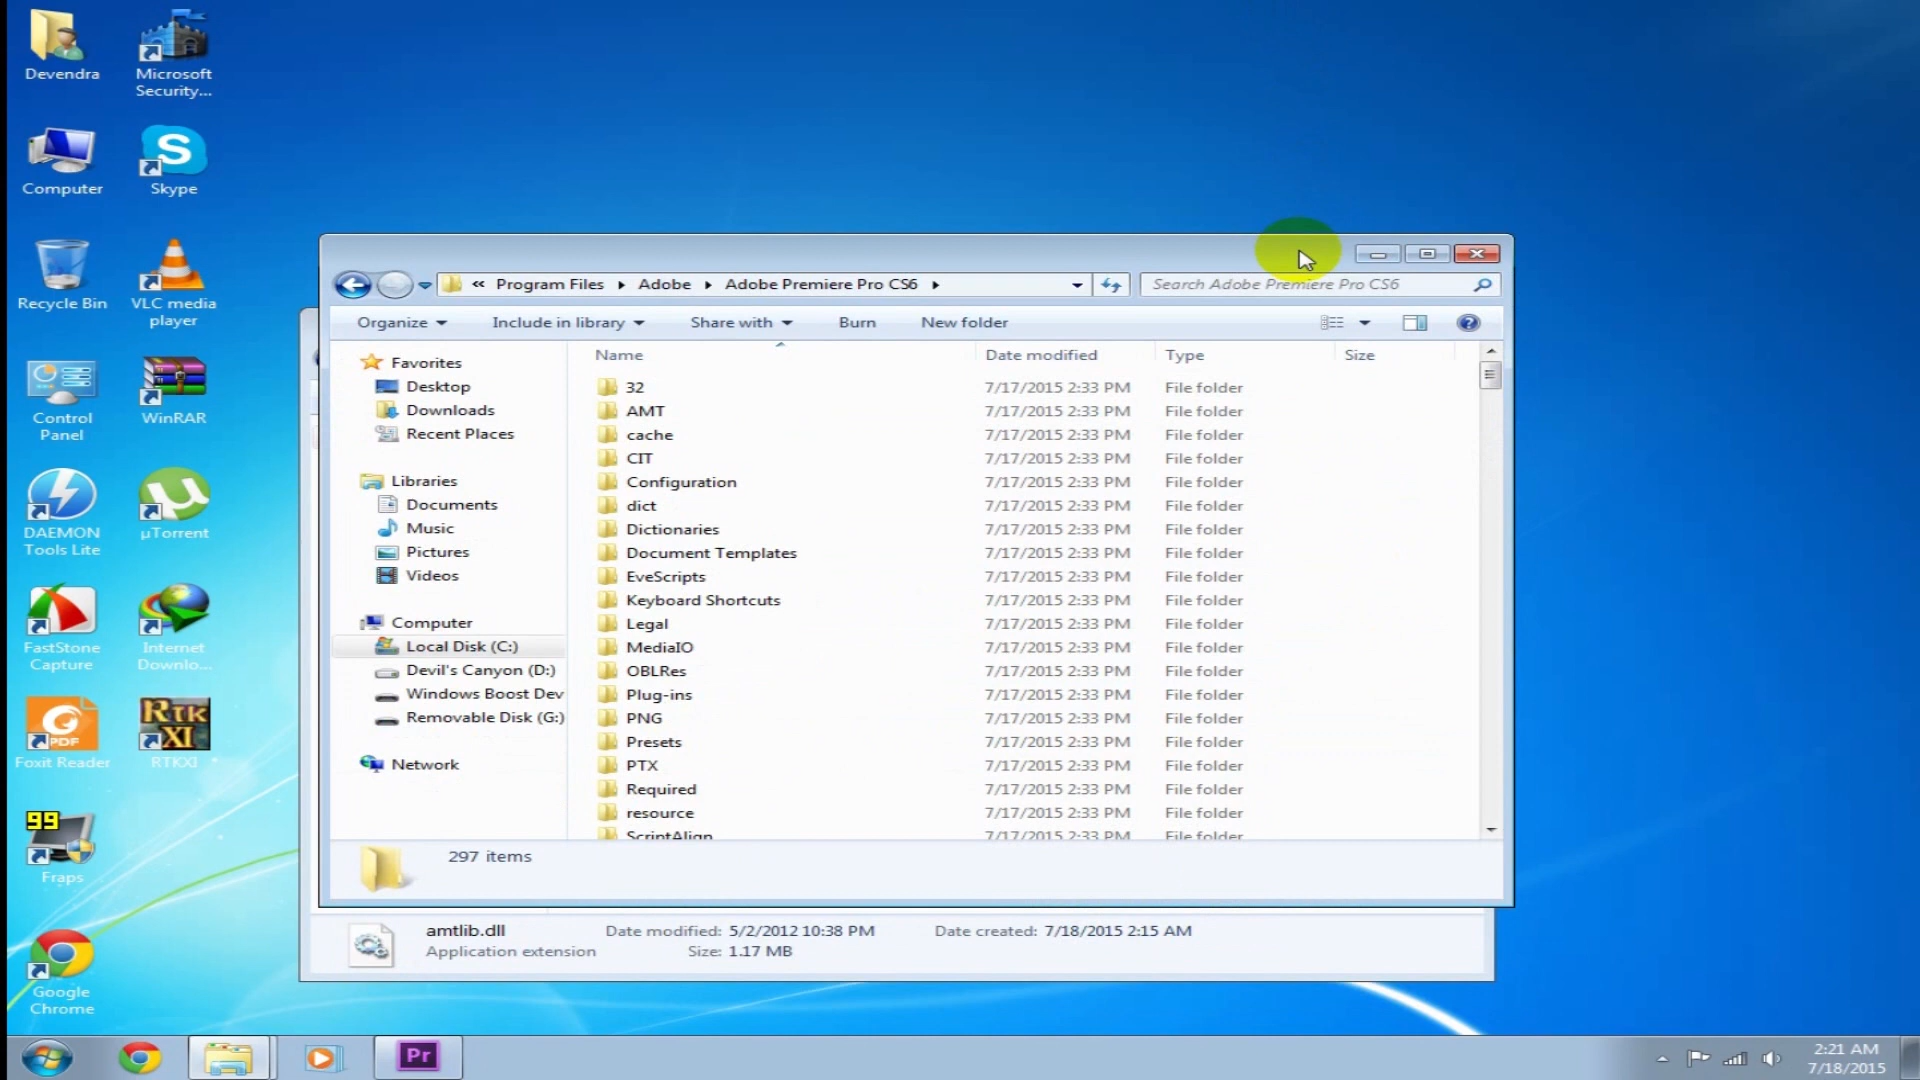 Devendra
Microsoft
Security...
Computer
Skype
Recycle Bin
VLC media
player
Control
Panel
WinRAR
DAEMON
Tools Lite
µTorrent
FastStone
Capture
Internet
Downlo...
PDF
Foxit Reader
RTK
XI
RTKXI
99
Fraps
Google
Chrome
« Program Files Adobe Adobe Premiere Pro CS6
Search Adobe Premiere Pro CS6
Organize Include in library Share with Burn New folder
Favorites
Desktop
Downloads
Recent Places
Libraries
Documents
Music
Pictures
Videos
Computer
Local Disk (C:)
Devil's Canyon (D:)
Windows Boost Dev
Removable Disk (G:)
Network
Name Date modified Type Size
32 7/17/2015 2:33 PM File folder
AMT 7/17/2015 2:33 PM File folder
cache 7/17/2015 2:33 PM File folder
CIT 7/17/2015 2:33 PM File folder
Configuration 7/17/2015 2:33 PM File folder
dict 7/17/2015 2:33 PM File folder
Dictionaries 7/17/2015 2:33 PM File folder
Document Templates 7/17/2015 2:33 PM File folder
EveScripts 7/17/2015 2:33 PM File folder
Keyboard Shortcuts 7/17/2015 2:33 PM File folder
Legal 7/17/2015 2:33 PM File folder
MediaIO 7/17/2015 2:33 PM File folder
OBLRes 7/17/2015 2:33 PM File folder
Plug-ins 7/17/2015 2:33 PM File folder
PNG 7/17/2015 2:33 PM File folder
Presets 7/17/2015 2:33 PM File folder
PTX 7/17/2015 2:33 PM File folder
Required 7/17/2015 2:33 PM File folder
resource 7/17/2015 2:33 PM File folder
ScriptAlign 7/17/2015 2:33 PM File folder
297 items
amtlib.dll Date modified: 5/2/2012 10:38 PM Date created: 7/18/2015 2:15 AM
Application extension Size: 1.17 MB
Pr
2:21 AM
7/18/2015